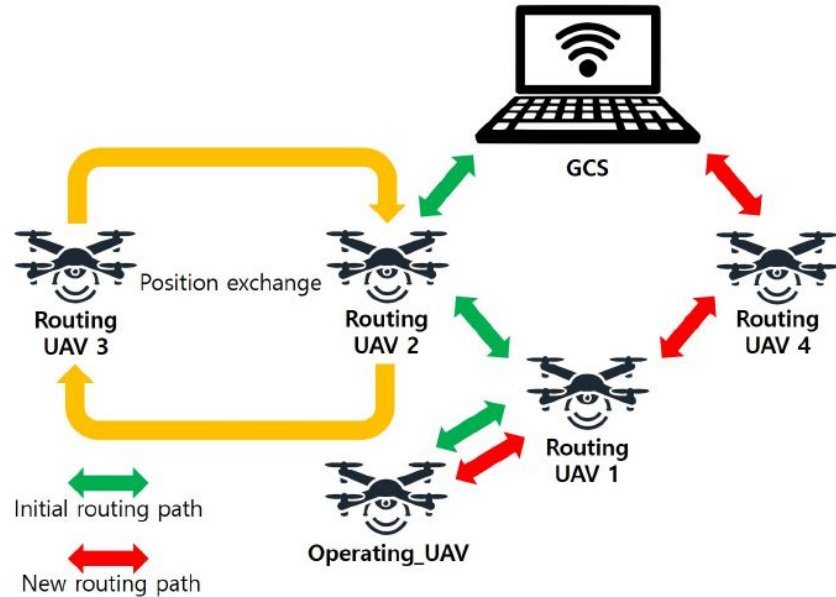 GCS
Position exchange
Routing
UAV 3
Routing
UAV 2
Routing
UAV 4
Routing
UAV 1
Initial routing path
Operating_UAV
New routing path